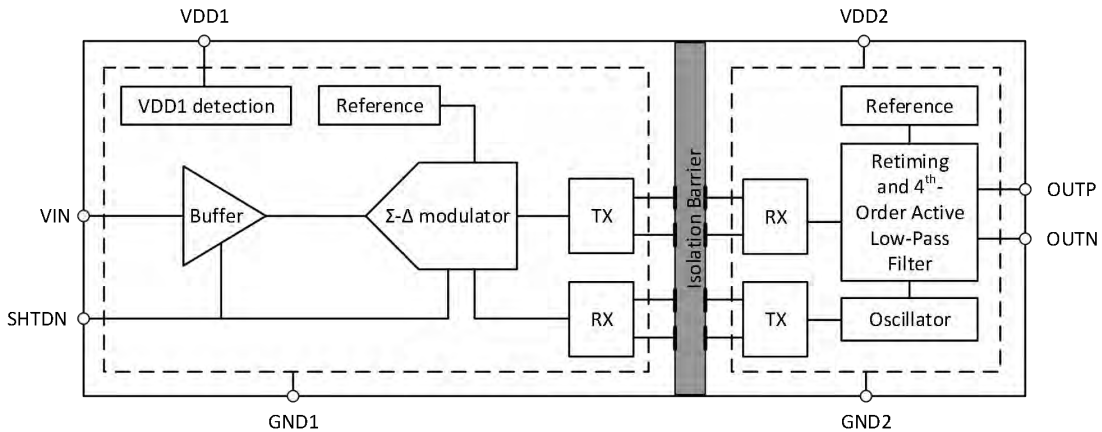 VDD1
VDD2
VDD1 detection
Reference
Reference
Buffer
Σ-Δ modulator
TX
RX
Isolation Barrier
RX
TX
Retiming
and 4th-
Order Active
Low-Pass
Filter
Oscillator
VIN
SHTDN
OUTP
OUTN
GND1
GND2